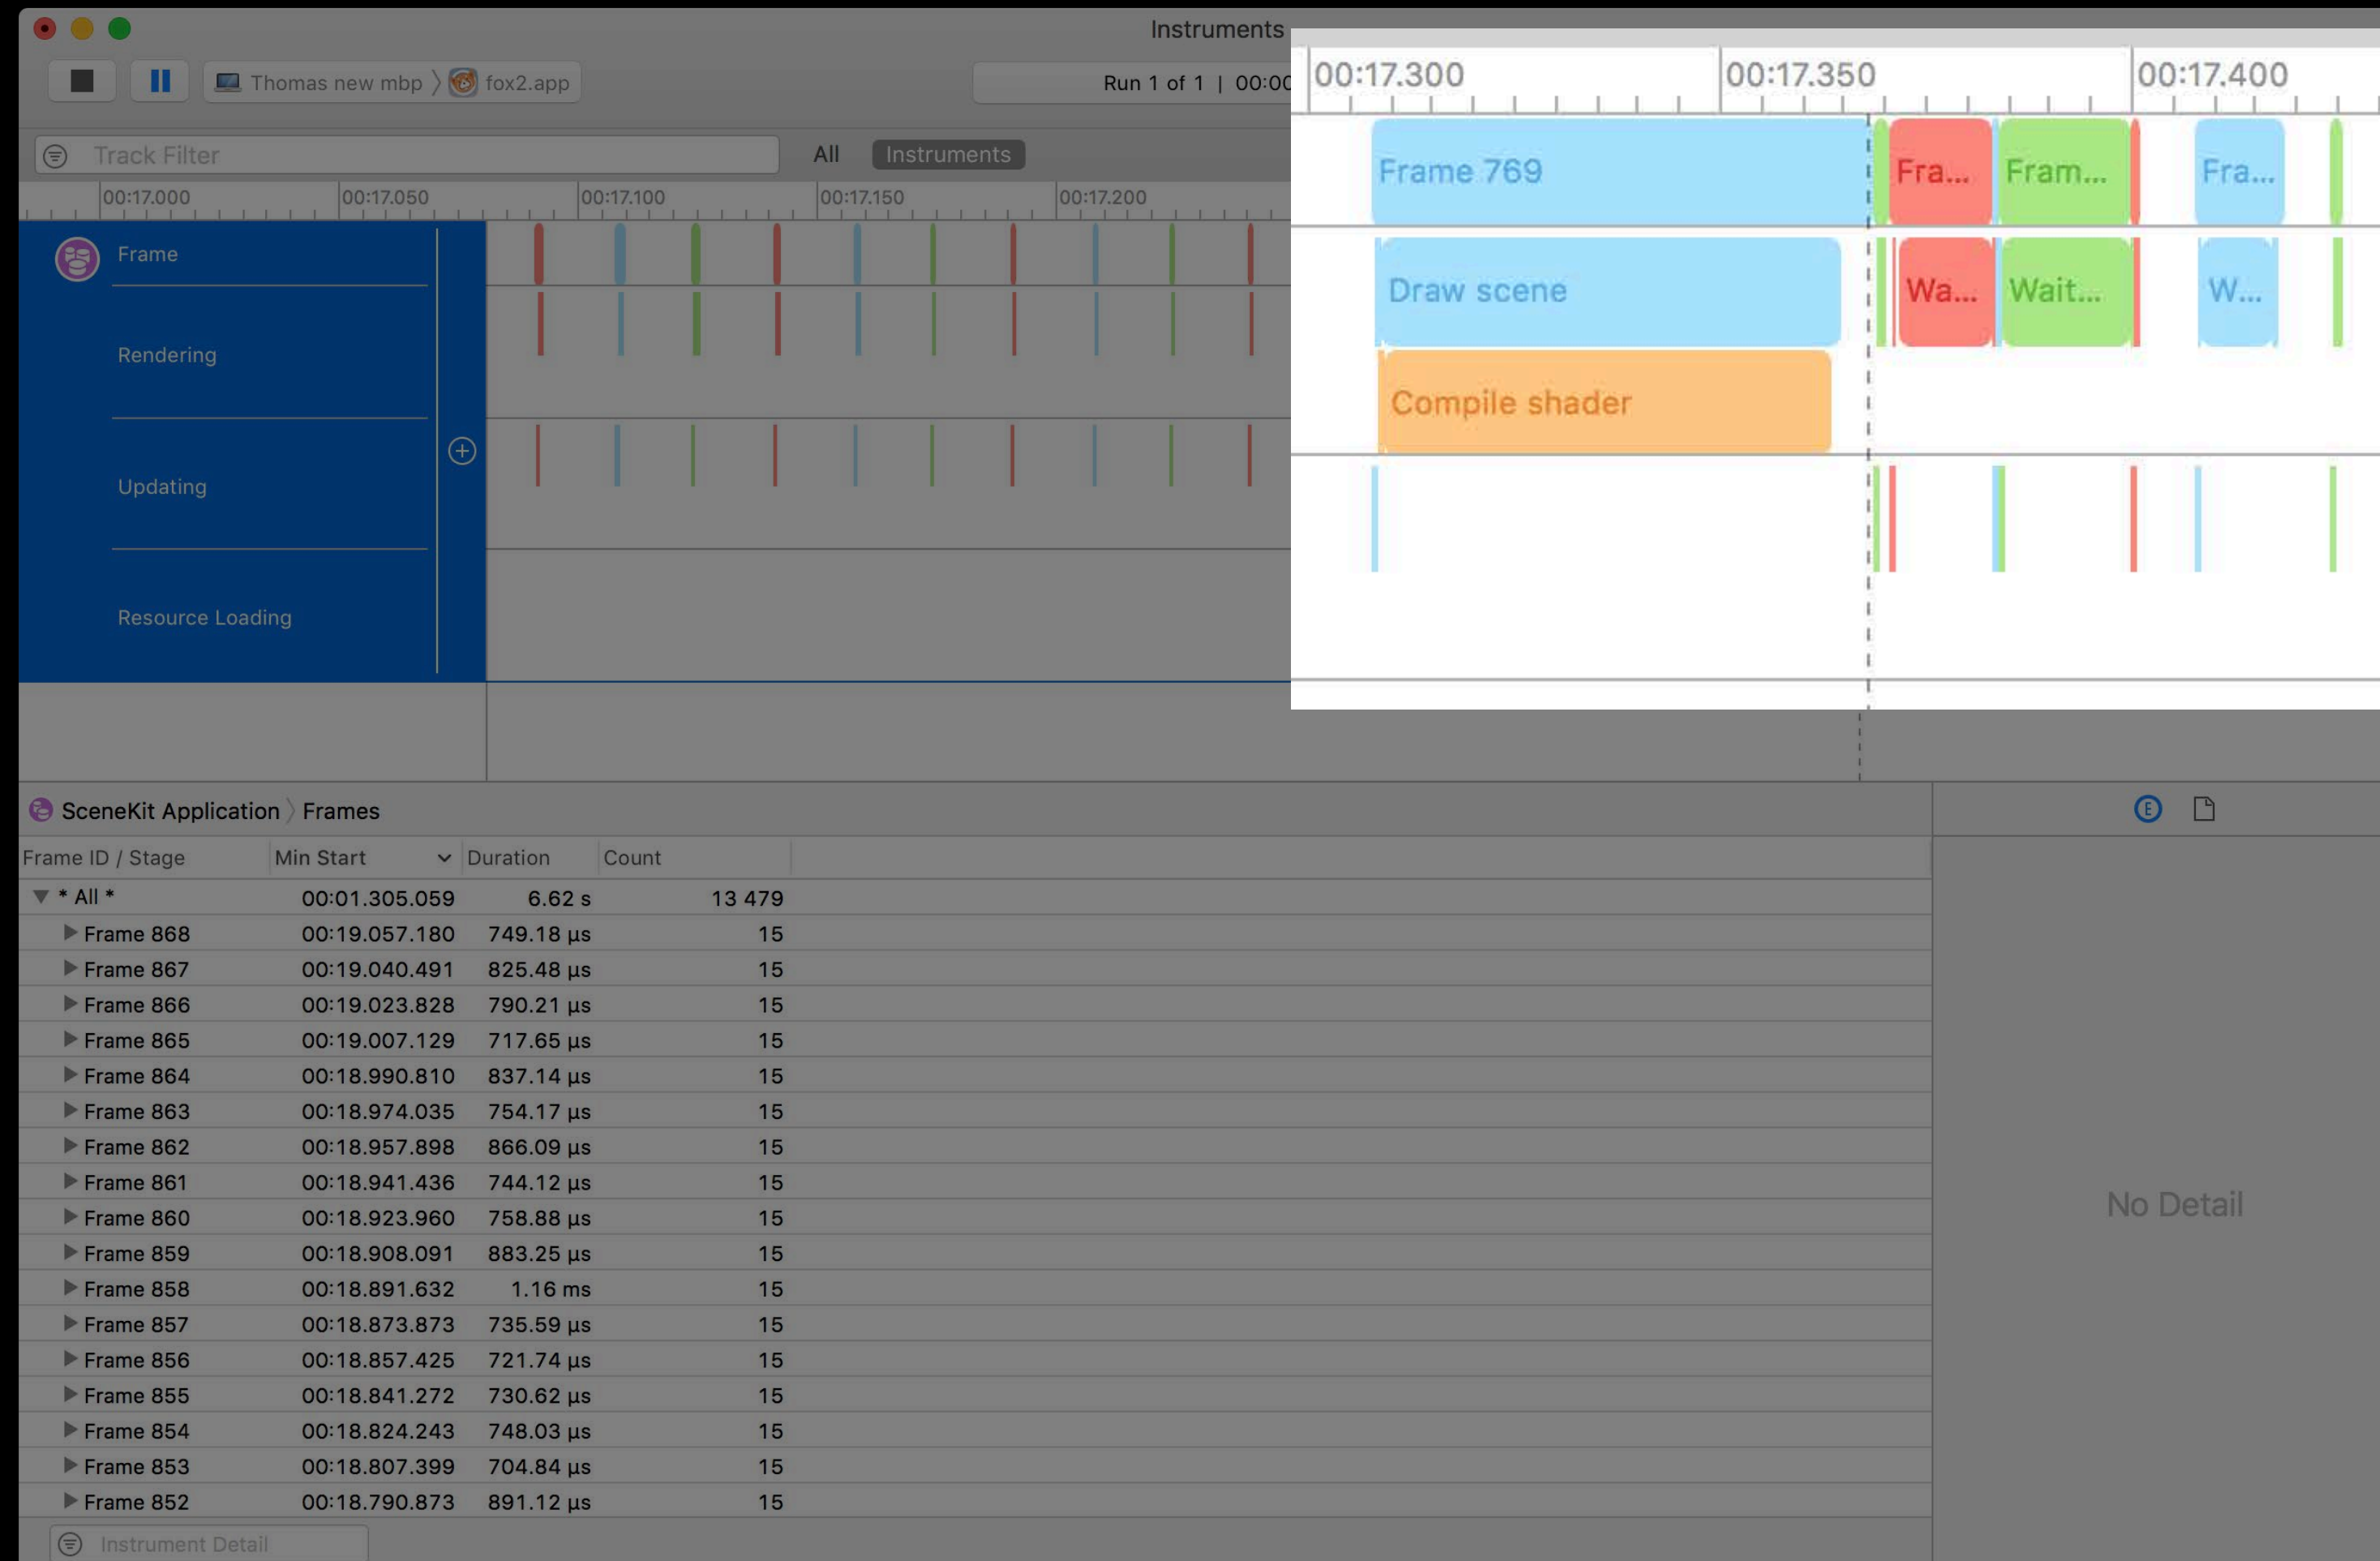 Instruments
Thomas new mbp fox2.app
Run 1 of 1 | 00:00
Track Filter
All Instruments
00:17.000 00:17.050 00:17.100 00:17.150 00:17.200
00:17.300 00:17.350 00:17.400
Frame
Rendering
Updating
Resource Loading
Frame 769 Fra... Fram... Fra...
Draw scene Wa... Wait... W...
Compile shader
SceneKit Application Frames
E
Frame ID / Stage Min Start Duration Count
* All * 00:01.305.059 6.62 s 13 479
Frame 868 00:19.057.180 749.18 µs 15
Frame 867 00:19.040.491 825.48 µs 15
Frame 866 00:19.023.828 790.21 µs 15
Frame 865 00:19.007.129 717.65 µs 15
Frame 864 00:18.990.810 837.14 µs 15
Frame 863 00:18.974.035 754.17 µs 15
Frame 862 00:18.957.898 866.09 µs 15
Frame 861 00:18.941.436 744.12 µs 15
Frame 860 00:18.923.960 758.88 µs 15
Frame 859 00:18.908.091 883.25 µs 15
Frame 858 00:18.891.632 1.16 ms 15
Frame 857 00:18.873.873 735.59 µs 15
Frame 856 00:18.857.425 721.74 µs 15
Frame 855 00:18.841.272 730.62 µs 15
Frame 854 00:18.824.243 748.03 µs 15
Frame 853 00:18.807.399 704.84 µs 15
Frame 852 00:18.790.873 891.12 µs 15
No Detail
Instrument Detail